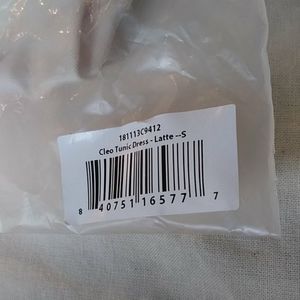 181113C9412
Cleo Tunic Dress - Latte --S
8 40751 16577 7